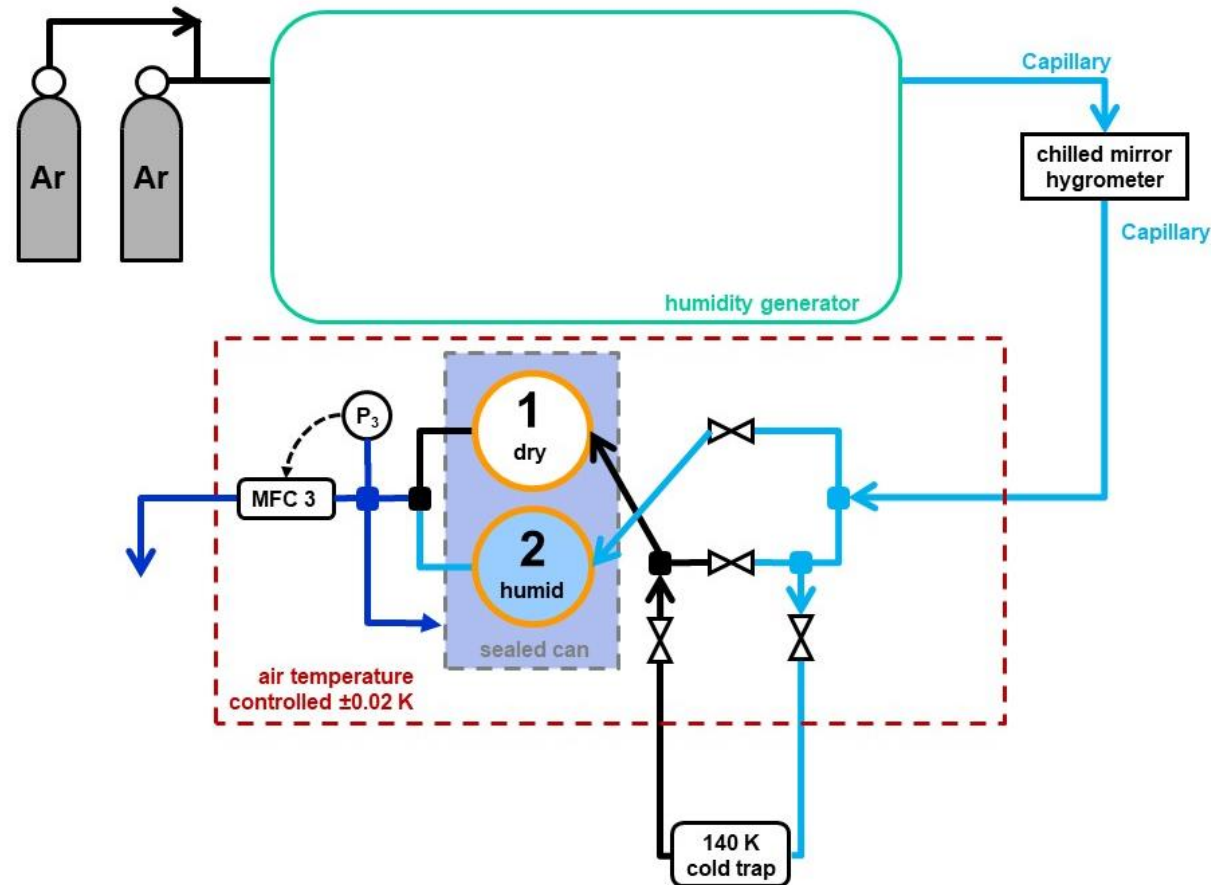 Ar
Ar
Capillary
chilled mirror
hygrometer
Capillary
humidity generator
P3
MFC 3
1
dry
2
humid
sealed can
air temperature
controlled ±0.02 K
140 K
cold trap